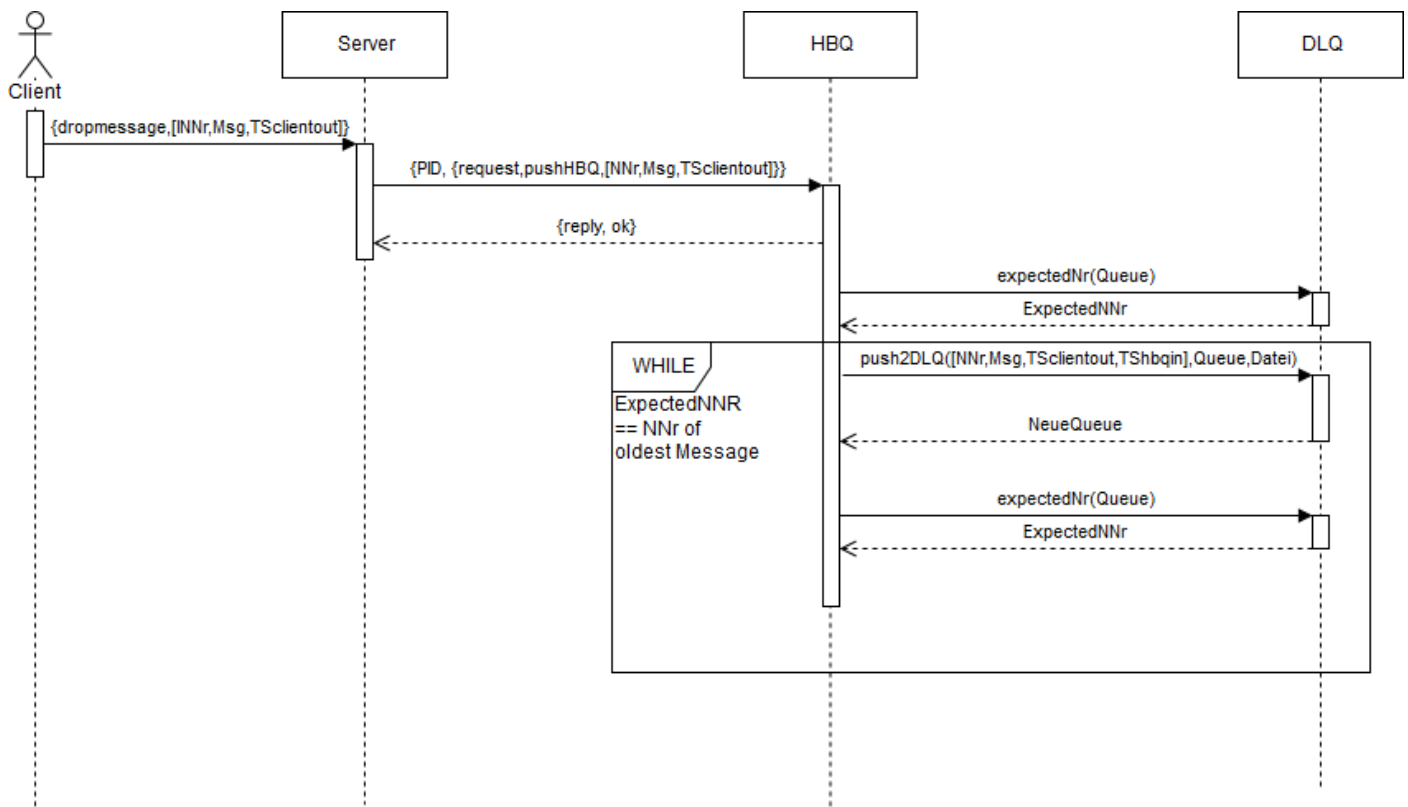 Client
Server
HBQ
DLQ
{dropmessage,[INNr,Msg,TSclientout]}
{PID, {request,pushHBQ,[NNr,Msg,TSclientout]}}
{reply, ok}
expectedNr(Queue)
ExpectedNNr
WHILE
push2DLQ([NNr,Msg,TSclientout,TShbqin],Queue,Datei)
ExpectedNNR
== NNr of
oldest Message
NeueQueue
expectedNr(Queue)
ExpectedNNr